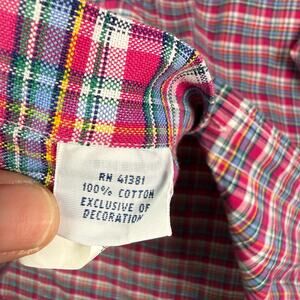 RN 41381
100% COTTON
EXCLUSIVE OF
DECORATION